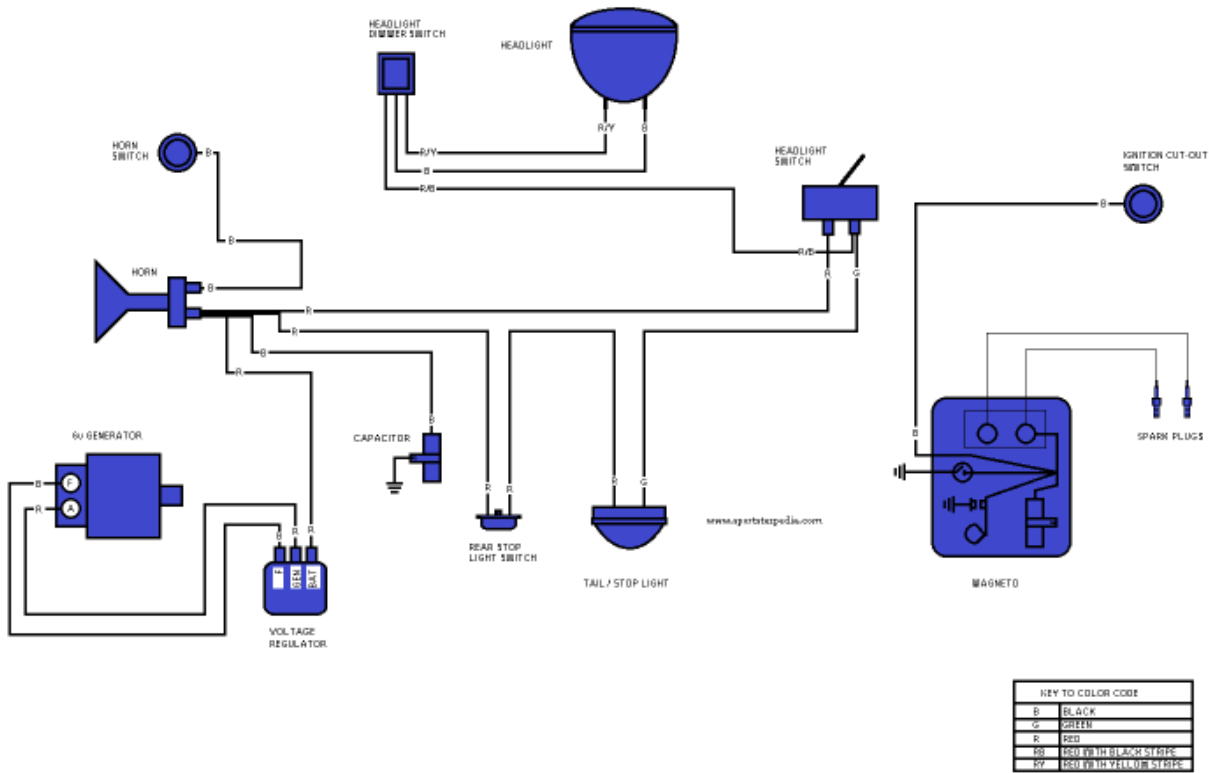 HEADLIGHT
DIMMER SWITCH
HEADLIGHT
R/Y
B
HORN
SWITCH
B
R/Y
B
R/B
HEADLIGHT
SWITCH
IGNITION CUT-OUT
SWITCH
B
B
R/B
R
G
HORN
B
R
R
B
R
B
B
6v GENERATOR
CAPACITOR
SPARK PLUGS
B
F
R
A
R
R
R
G
B
R
R
F
GEN
BAT
REAR STOP
LIGHT SWITCH
www.sportsterpedia.com
TAIL / STOP LIGHT
MAGNETO
VOLTAGE
REGULATOR
KEY TO COLOR CODE
B BLACK
G GREEN
R RED
RB RED WITH BLACK STRIPE
RY RED WITH YELLOW STRIPE